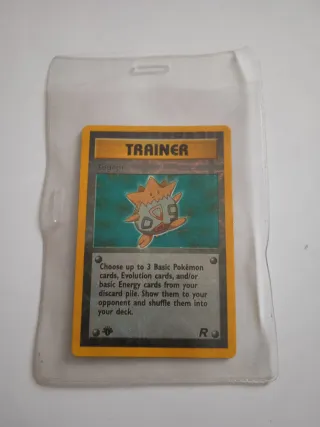 TRAINER
Choose up to 3 Basic Pokémon
cards, Evolution cards, and/or
basic Energy cards from your
discard pile. Show them to your
opponent and shuffle them into
your deck.
1
R